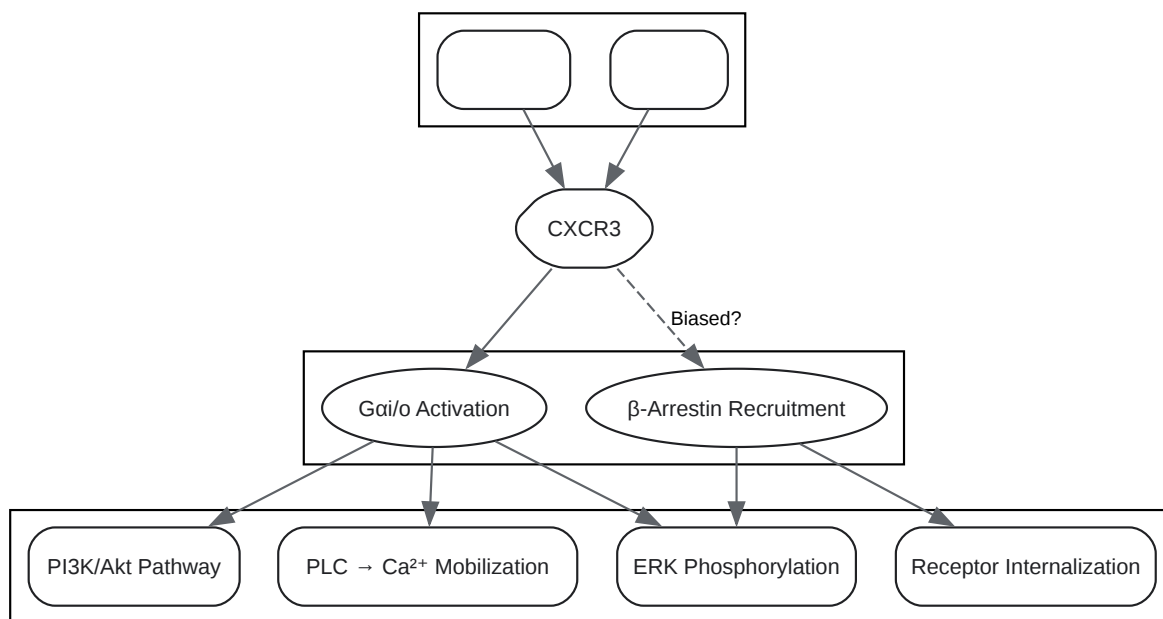 CXCR3
Biased?
Gαi/o Activation
β-Arrestin Recruitment
PI3K/Akt Pathway
PLC → Ca²⁺ Mobilization
ERK Phosphorylation
Receptor Internalization